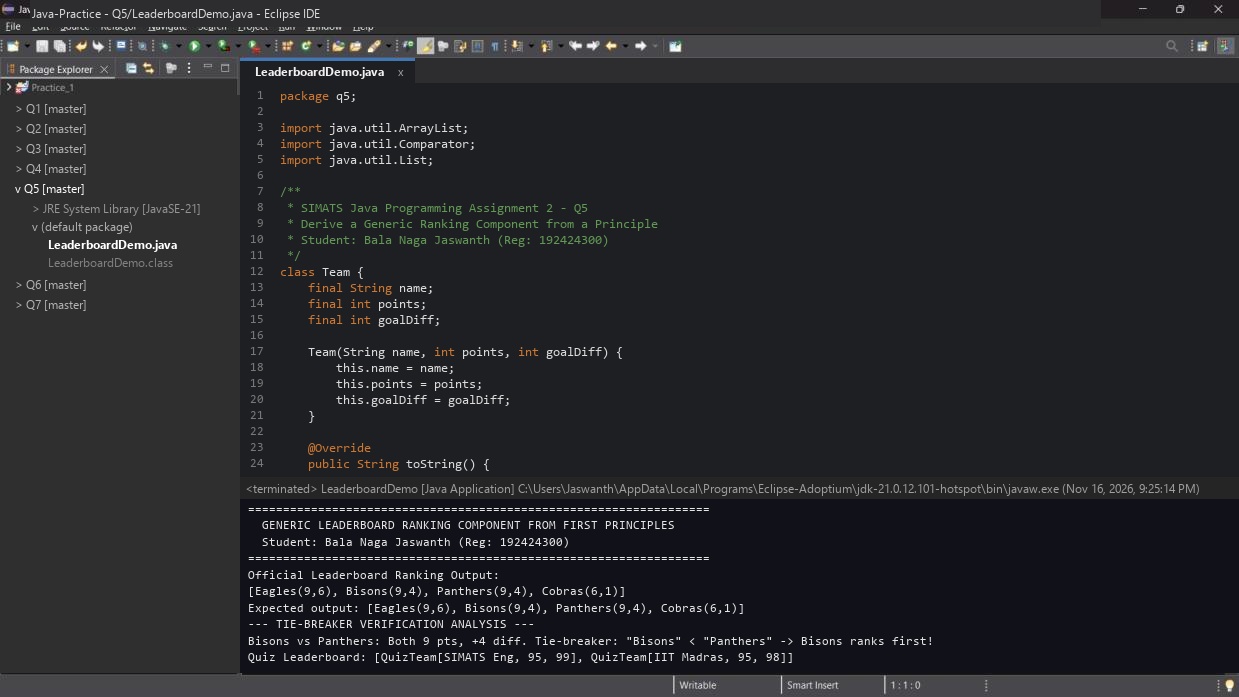 Jav
Java-Practice - Q5/LeaderboardDemo.java - Eclipse IDE
File Edit Source Refactor Navigate Search Project Run Window Help
Package Explorer
Practice_1
> Q1 [master]
> Q2 [master]
> Q3 [master]
> Q4 [master]
v Q5 [master]
> JRE System Library [JavaSE-21]
v (default package)
LeaderboardDemo.java
LeaderboardDemo.class
> Q6 [master]
> Q7 [master]
LeaderboardDemo.java x
1 package q5;
2
3 import java.util.ArrayList;
4 import java.util.Comparator;
5 import java.util.List;
6
7 /**
8 * SIMATS Java Programming Assignment 2 - Q5
9 * Derive a Generic Ranking Component from a Principle
10 * Student: Bala Naga Jaswanth (Reg: 192424300)
11 */
12 class Team {
13 final String name;
14 final int points;
15 final int goalDiff;
16
17 Team(String name, int points, int goalDiff) {
18 this.name = name;
19 this.points = points;
20 this.goalDiff = goalDiff;
21 }
22
23 @Override
24 public String toString() {
<terminated> LeaderboardDemo [Java Application] C:\Users\Jaswanth\AppData\Local\Programs\Eclipse-Adoptium\jdk-21.0.12.101-hotspot\bin\javaw.exe (Nov 16, 2026, 9:25:14 PM)
==================================================================
GENERIC LEADERBOARD RANKING COMPONENT FROM FIRST PRINCIPLES
Student: Bala Naga Jaswanth (Reg: 192424300)
==================================================================
Official Leaderboard Ranking Output:
[Eagles(9,6), Bisons(9,4), Panthers(9,4), Cobras(6,1)]
Expected output: [Eagles(9,6), Bisons(9,4), Panthers(9,4), Cobras(6,1)]
--- TIE-BREAKER VERIFICATION ANALYSIS ---
Bisons vs Panthers: Both 9 pts, +4 diff. Tie-breaker: "Bisons" < "Panthers" -> Bisons ranks first!
Quiz Leaderboard: [QuizTeam[SIMATS Eng, 95, 99], QuizTeam[IIT Madras, 95, 98]]
Writable
Smart Insert
1 : 1 : 0